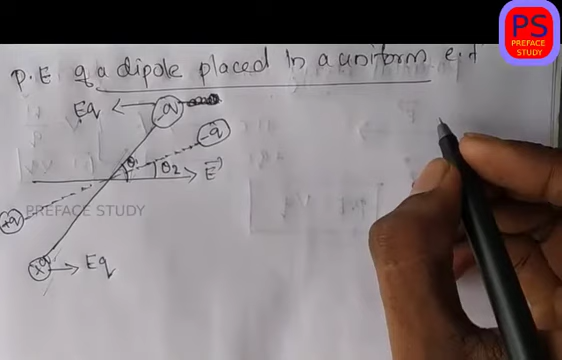 PS
PREFACE
STUDY
P.E of a dipole placed in a uniform e.f
Eq
-q
-q
θ1
θ2
E
+q
PREFACE STUDY
+q
Eq